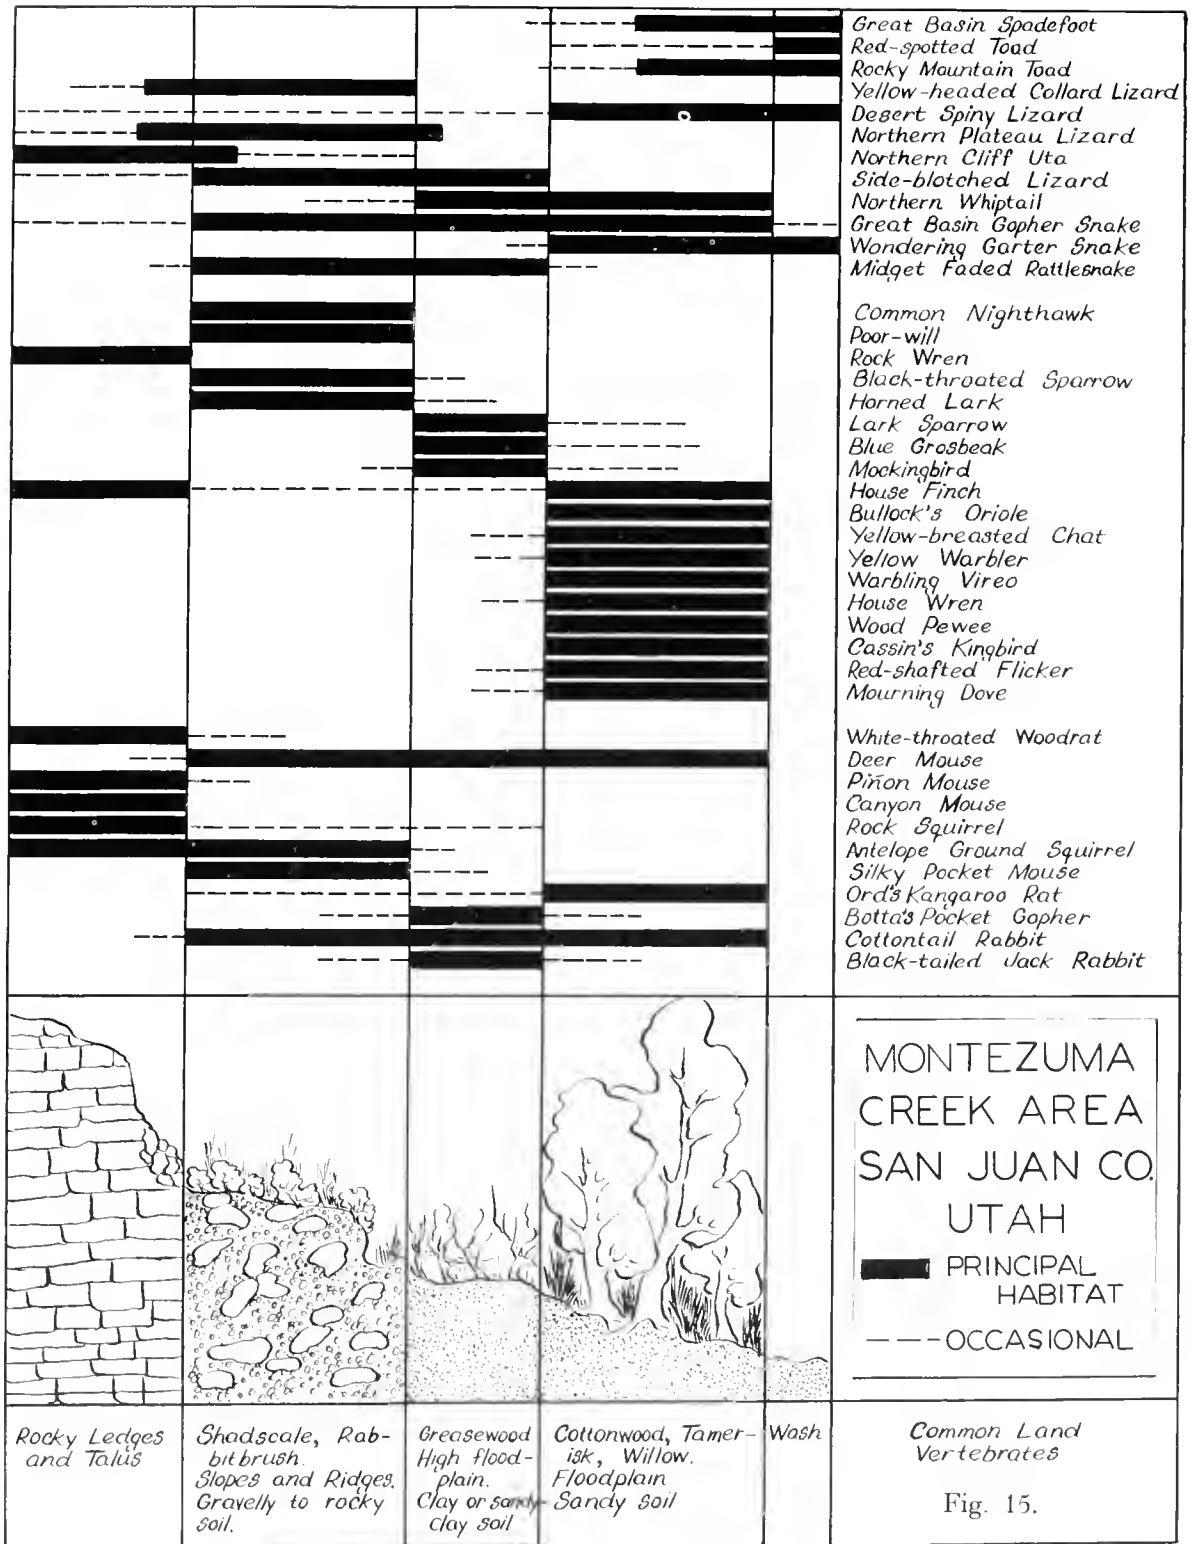 Great Basin Spadefoot
Red-spotted Toad
Rocky Mountain Toad
Yellow-headed Collard Lizard
Desert Spiny Lizard
Northern Plateau Lizard
Northern Cliff Uta
Side-blotched Lizard
Northern Whiptail
Great Basin Gopher Snake
Wondering Garter Snake
Midget Faded Rattlesnake
Common Nighthawk
Poor-will
Rock Wren
Black-throated Sparrow
Horned Lark
Lark Sparrow
Blue Grosbeak
Mockingbird
House Finch
Bullock's Oriole
Yellow-breasted Chat
Yellow Warbler
Warbling Vireo
House Wren
Wood Pewee
Cassin's Kingbird
Red-shafted Flicker
Mourning Dove
White-throated Woodrat
Deer Mouse
Piñon Mouse
Canyon Mouse
Rock Squirrel
Antelope Ground Squirrel
Silky Pocket Mouse
Ord's Kangaroo Rat
Botta's Pocket Gopher
Cottontail Rabbit
Black-tailed Jack Rabbit
MONTEZUMA
CREEK AREA
SAN JUAN CO.
UTAH
PRINCIPAL
HABITAT
OCCASIONAL
Rocky Ledges
and Talus
Shadscale, Rab-
bitbrush.
Slopes and Ridges.
Gravelly to rocky
soil.
Greasewood
High flood-
plain.
Clay or sandy
Clay soil
Cottonwood, Tamer-
isk, Willow.
Floodplain
Sandy soil
Wash
Common Land
Vertebrates
Fig. 15.